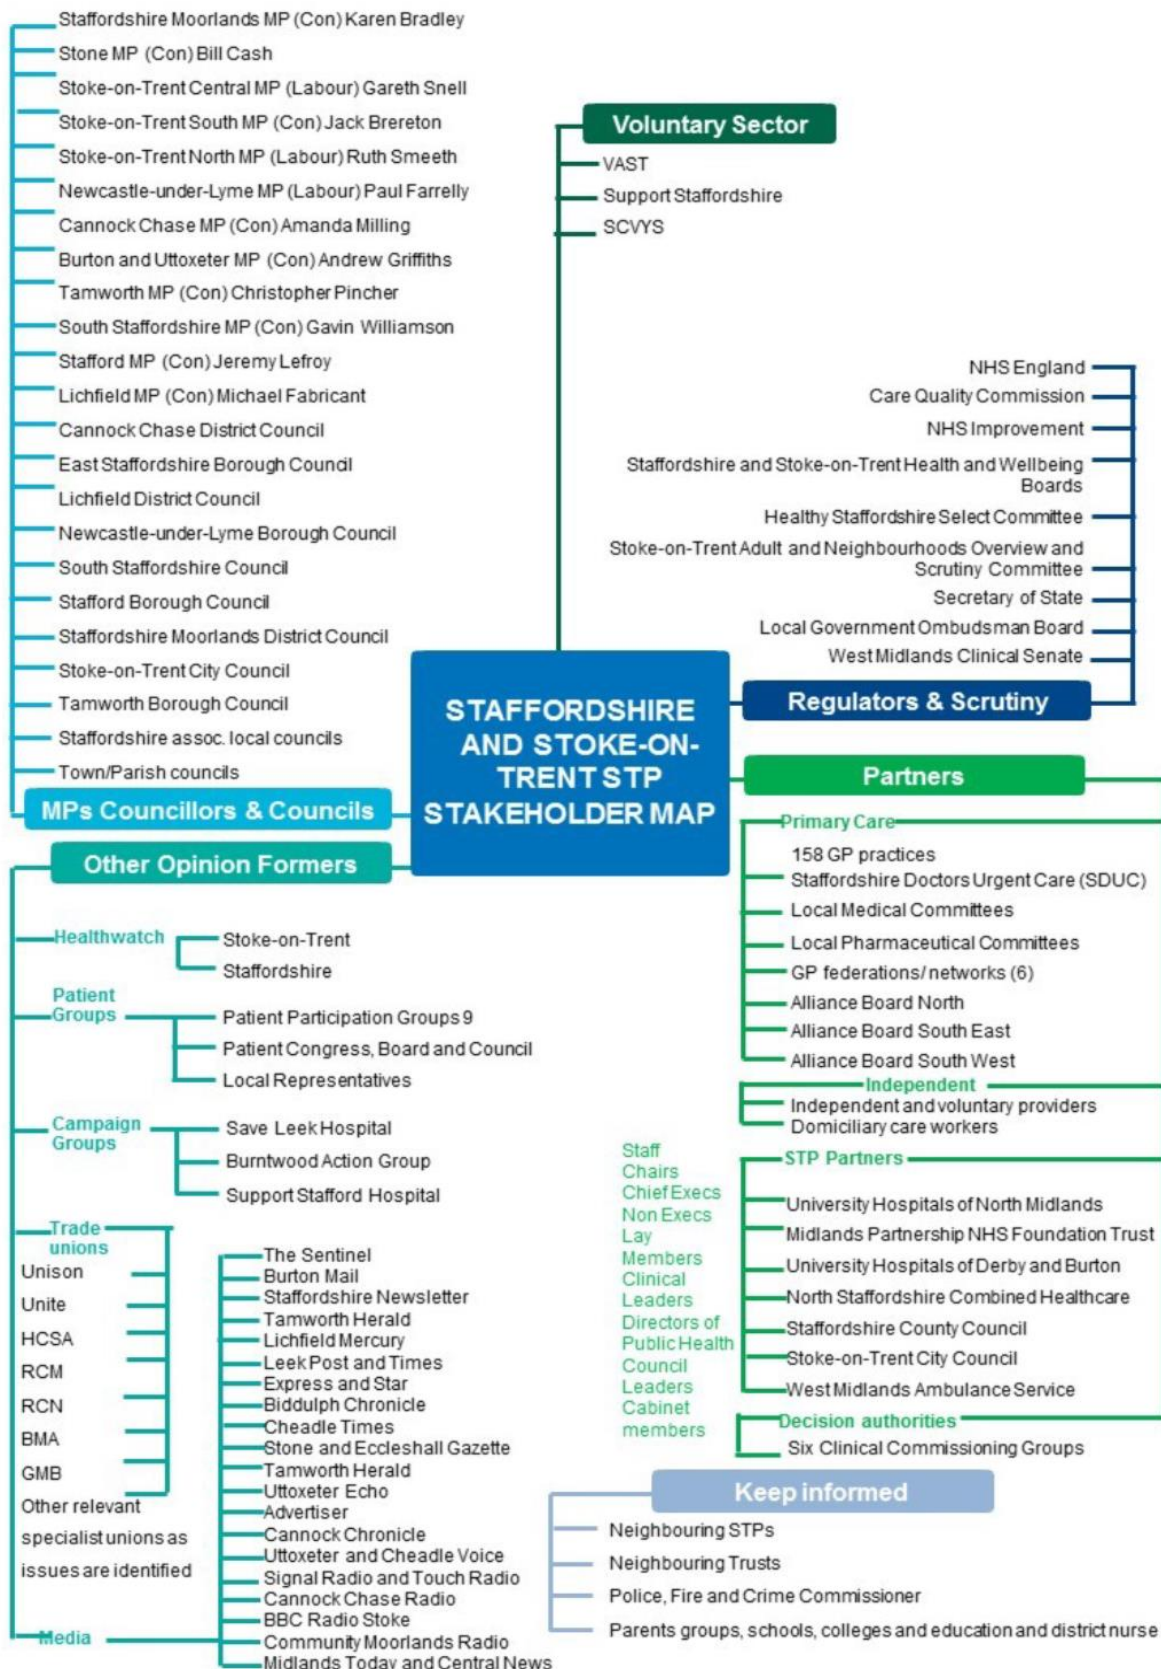 Staffordshire Moorlands MP (Con) Karen Bradley
Stone MP (Con) Bill Cash
Stoke-on-Trent Central MP (Labour) Gareth Snell
Stoke-on-Trent South MP (Con) Jack Brereton
Stoke-on-Trent North MP (Labour) Ruth Smeeth
Newcastle-under-Lyme MP (Labour) Paul Farrelly
Cannock Chase MP (Con) Amanda Milling
Burton and Uttoxeter MP (Con) Andrew Griffiths
Tamworth MP (Con) Christopher Pincher
South Staffordshire MP (Con) Gavin Williamson
Stafford MP (Con) Jeremy Lefroy
Lichfield MP (Con) Michael Fabricant
Cannock Chase District Council
East Staffordshire Borough Council
Lichfield District Council
Newcastle-under-Lyme Borough Council
South Staffordshire Council
Stafford Borough Council
Staffordshire Moorlands District Council
Stoke-on-Trent City Council
Tamworth Borough Council
Staffordshire assoc. local councils
Town/Parish councils
MPs Councillors & Councils
Voluntary Sector
VAST
Support Staffordshire
SCVYS
NHS England
Care Quality Commission
NHS Improvement
Staffordshire and Stoke-on-Trent Health and Wellbeing
Boards
Healthy Staffordshire Select Committee
Stoke-on-Trent Adult and Neighbourhoods Overview and
Scrutiny Committee
Secretary of State
Local Government Ombudsman Board
West Midlands Clinical Senate
Regulators & Scrutiny
STAFFORDSHIRE
AND STOKE-ON-
TRENT STP
STAKEHOLDER MAP
Other Opinion Formers
Healthwatch
Stoke-on-Trent
Staffordshire
Patient
Groups
Patient Participation Groups 9
Patient Congress, Board and Council
Local Representatives
Campaign
Groups
Save Leek Hospital
Burntwood Action Group
Support Stafford Hospital
Trade
unions
Unison
Unite
HCSA
RCM
RCN
BMA
GMB
Other relevant
specialist unions as
issues are identified
Media
The Sentinel
Burton Mail
Staffordshire Newsletter
Tamworth Herald
Lichfield Mercury
Leek Post and Times
Express and Star
Biddulph Chronicle
Cheadle Times
Stone and Eccleshall Gazette
Tamworth Herald
Uttoxeter Echo
Advertiser
Cannock Chronicle
Uttoxeter and Cheadle Voice
Signal Radio and Touch Radio
Cannock Chase Radio
BBC Radio Stoke
Community Moorlands Radio
Midlands Today and Central News
Partners
Primary Care
158 GP practices
Staffordshire Doctors Urgent Care (SDUC)
Local Medical Committees
Local Pharmaceutical Committees
GP federations/ networks (6)
Alliance Board North
Alliance Board South East
Alliance Board South West
Independent
Independent and voluntary providers
Domiciliary care workers
Staff
Chairs
Chief Execs
Non Execs
Lay
Members
Clinical
Leaders
Directors of
Public Health
Council
Leaders
Cabinet
members
STP Partners
University Hospitals of North Midlands
Midlands Partnership NHS Foundation Trust
University Hospitals of Derby and Burton
North Staffordshire Combined Healthcare
Staffordshire County Council
Stoke-on-Trent City Council
West Midlands Ambulance Service
Decision authorities
Six Clinical Commissioning Groups
Keep informed
Neighbouring STPs
Neighbouring Trusts
Police, Fire and Crime Commissioner
Parents groups, schools, colleges and education and district nurse